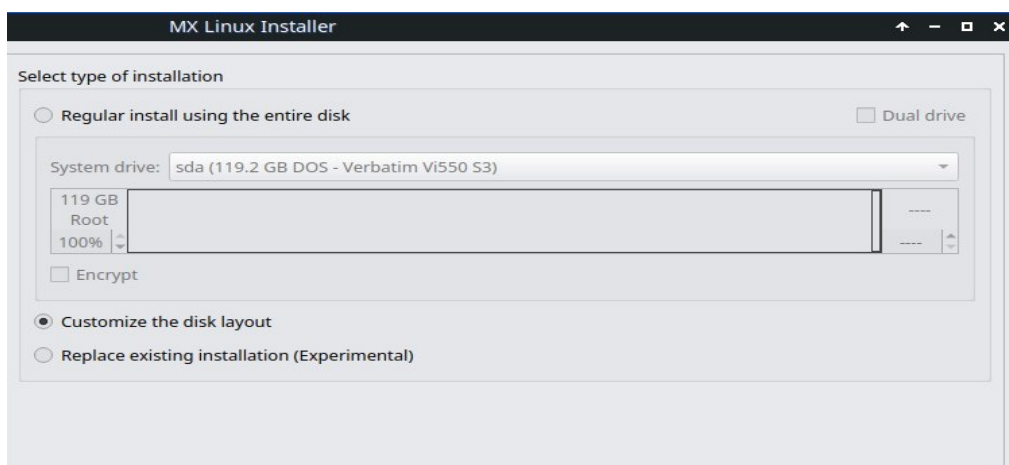 MX Linux Installer
Select type of installation
Regular install using the entire disk
Dual drive
System drive: sda (119.2 GB DOS - Verbatim Vi550 S3)
119 GB
Root
100%
----
----
Encrypt
Customize the disk layout
Replace existing installation (Experimental)